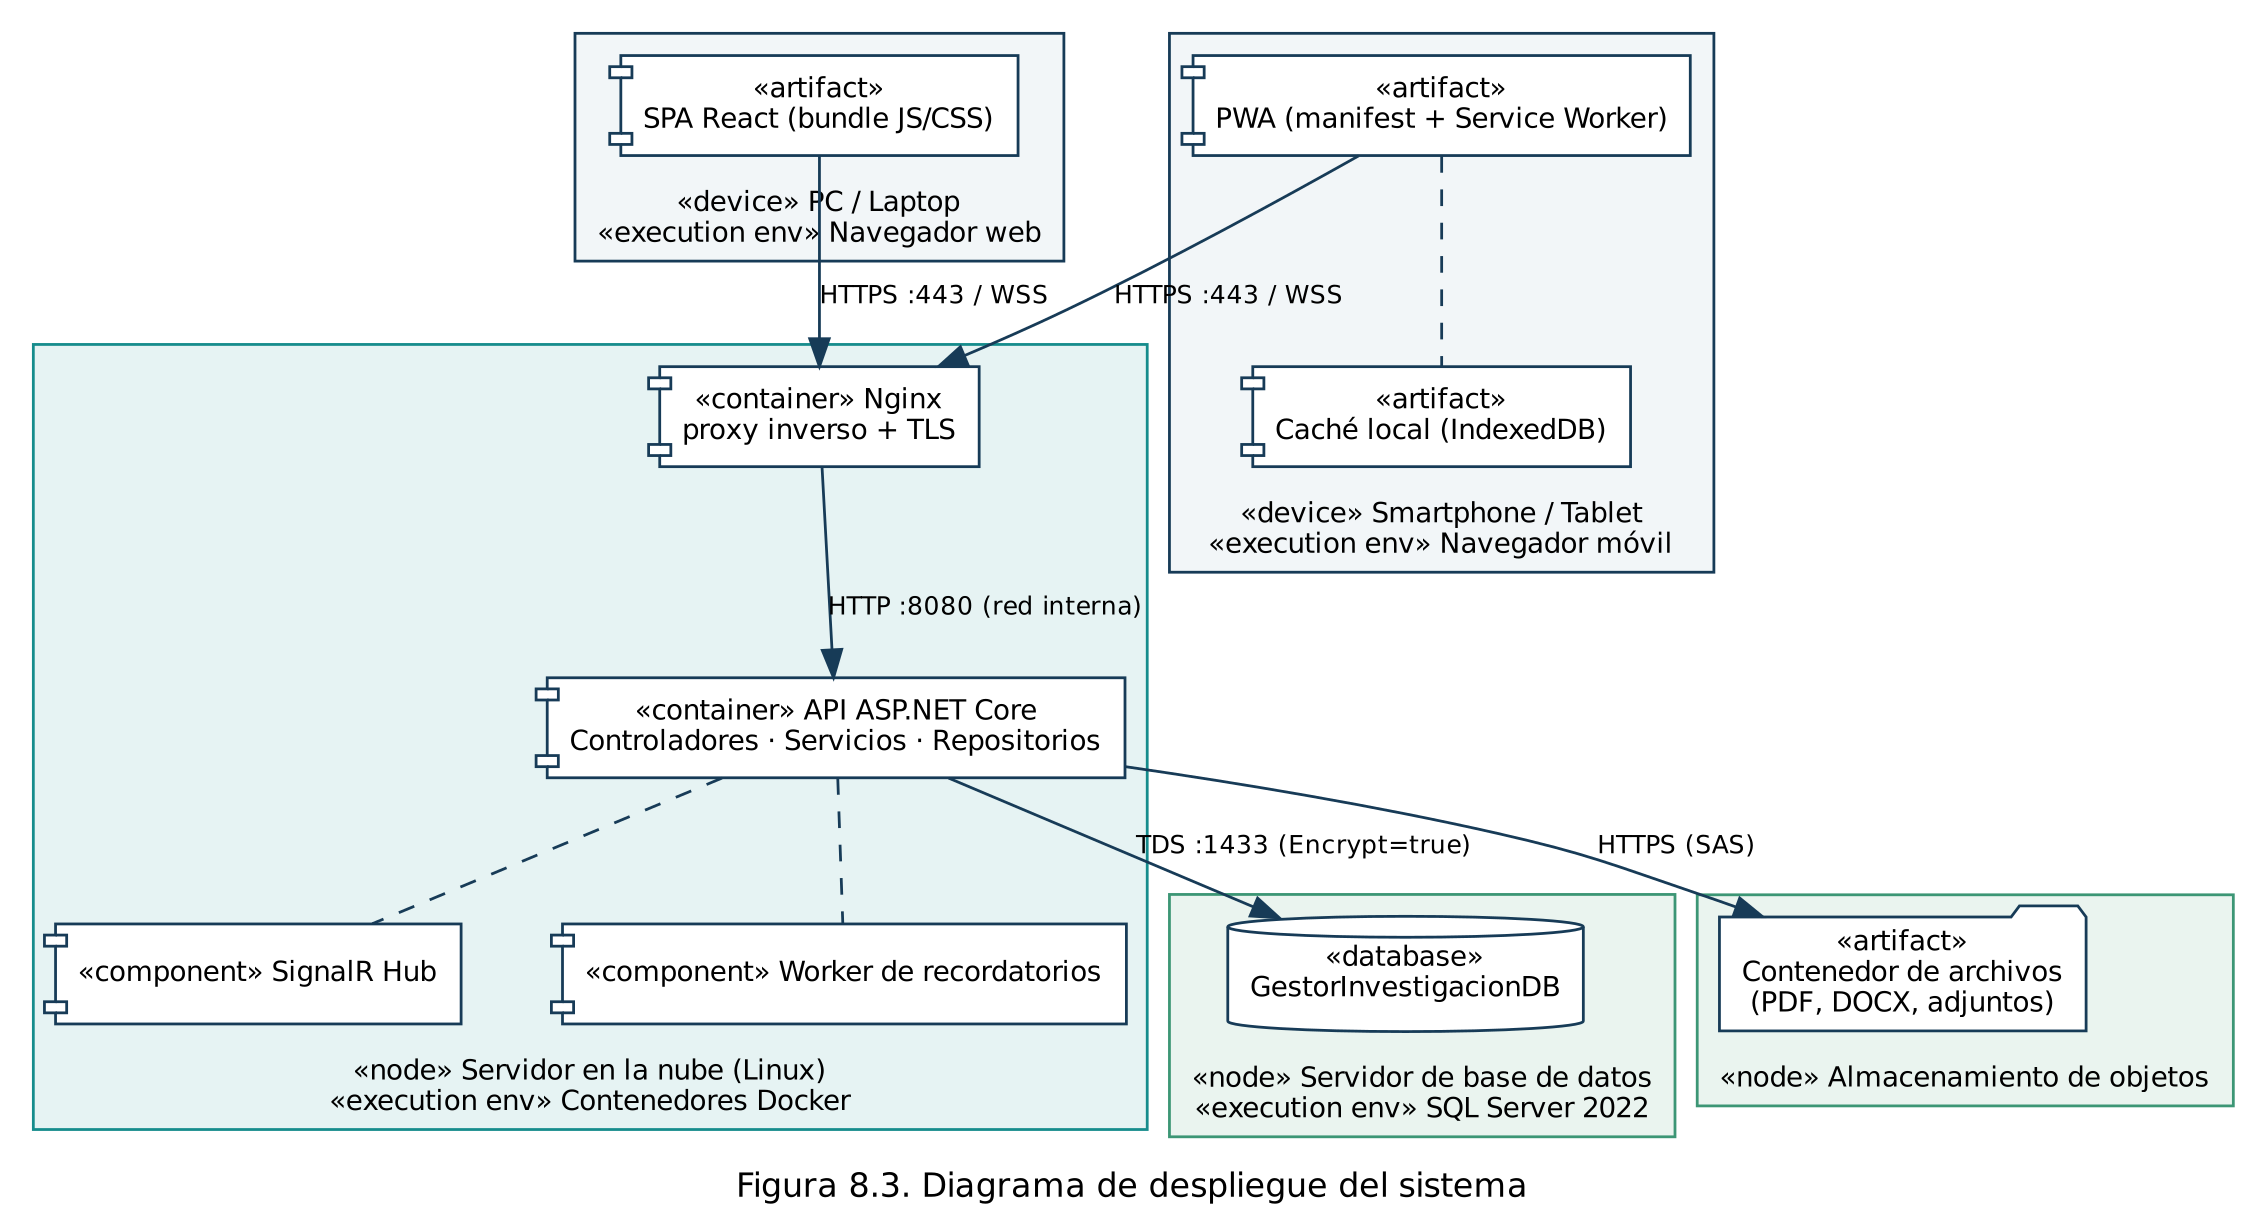 «artifact»
SPA React (bundle JS/CSS)
«device» PC / Laptop
«execution env» Navegador web
«artifact»
PWA (manifest + Service Worker)
HTTPS :443 / WSS
HTTPS :443 / WSS
«container» Nginx
proxy inverso + TLS
«artifact»
Caché local (IndexedDB)
«device» Smartphone / Tablet
«execution env» Navegador móvil
HTTP :8080 (red interna)
«container» API ASP.NET Core
Controladores · Servicios · Repositorios
TDS :1433 (Encrypt=true)
HTTPS (SAS)
«component» SignalR Hub
«component» Worker de recordatorios
«node» Servidor en la nube (Linux)
«execution env» Contenedores Docker
«database»
GestorInvestigacionDB
«node» Servidor de base de datos
«execution env» SQL Server 2022
«artifact»
Contenedor de archivos
(PDF, DOCX, adjuntos)
«node» Almacenamiento de objetos
Figura 8.3. Diagrama de despliegue del sistema